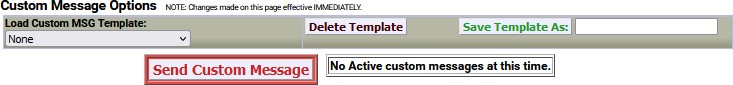 Custom Message Options NOTE: Changes made on this page effective IMMEDIATELY.
Load Custom MSG Template:
None
Delete Template
Save Template As:
Send Custom Message
No Active custom messages at this time.